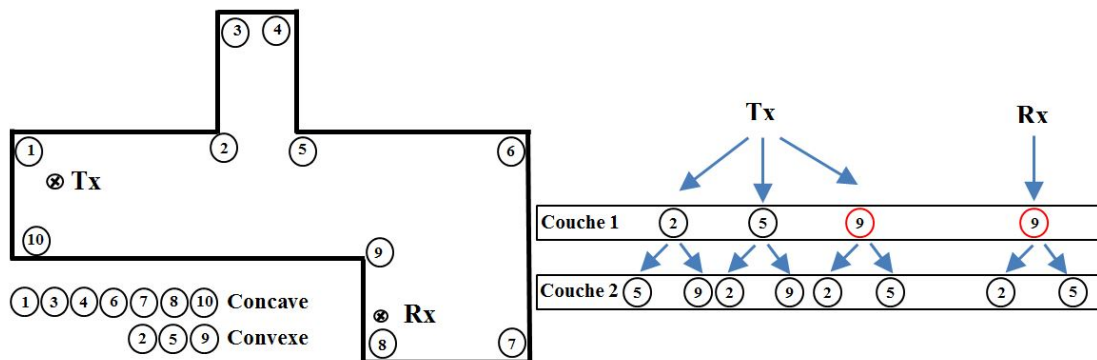 3 4
1 2 5 6
Tx
10 9
1 3 4 6 7 8 10 Concave
2 5 9 Convexe
Rx
8 7
Tx Rx
Couche 1 2 5 9 9
Couche 2 5 9 2 9 2 5 2 5